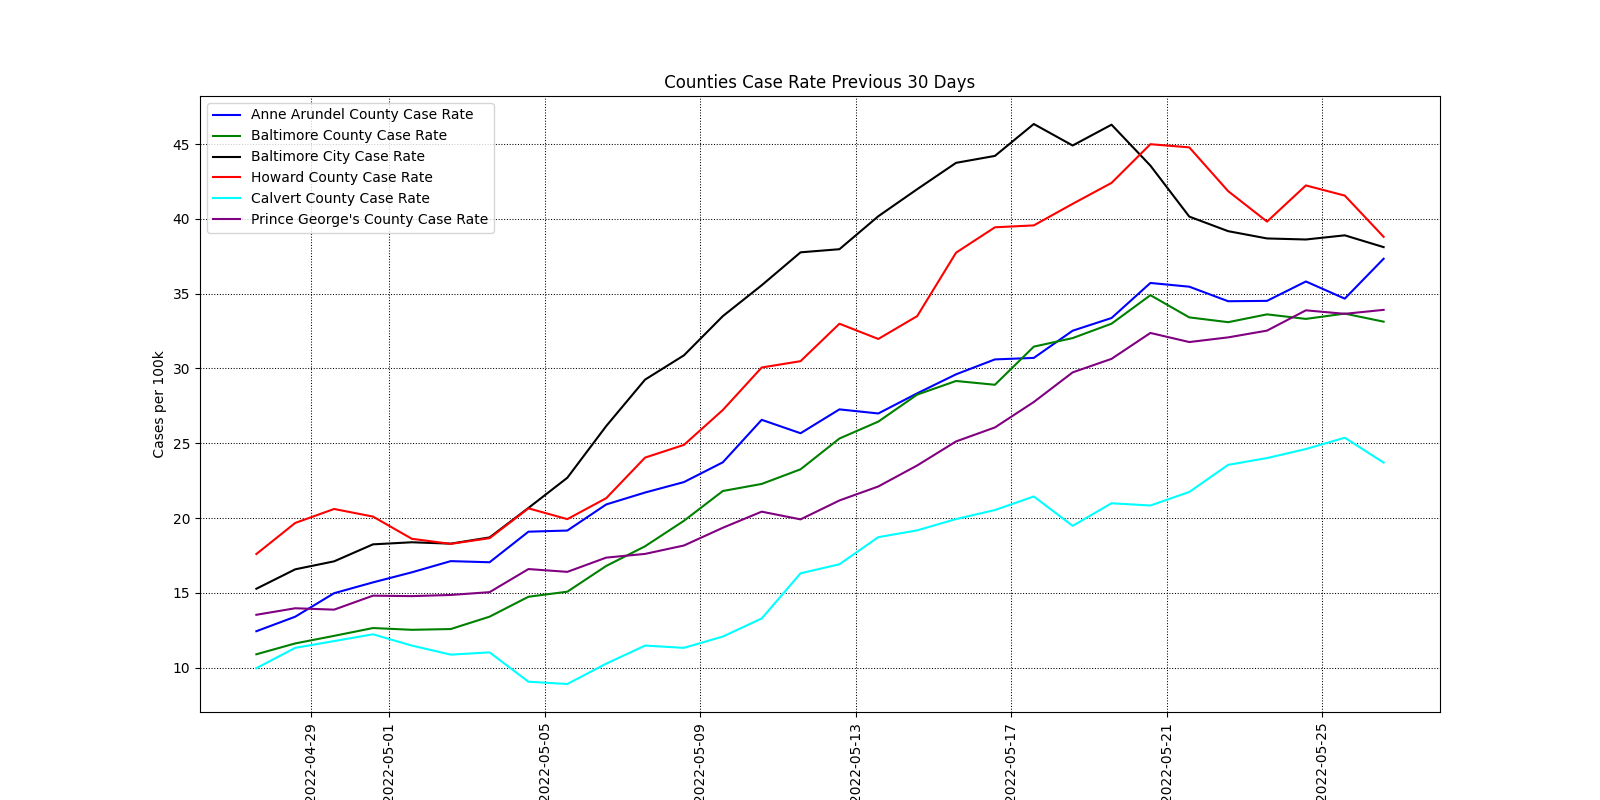 Counties Case Rate Previous 30 Days
Anne Arundel County Case Rate
Baltimore County Case Rate
Baltimore City Case Rate
Howard County Case Rate
Calvert County Case Rate
Prince George's County Case Rate
Cases per 100k
45
40
35
30
25
20
15
10
2022-04-29
2022-05-01
2022-05-05
2022-05-09
2022-05-13
2022-05-17
2022-05-21
2022-05-25